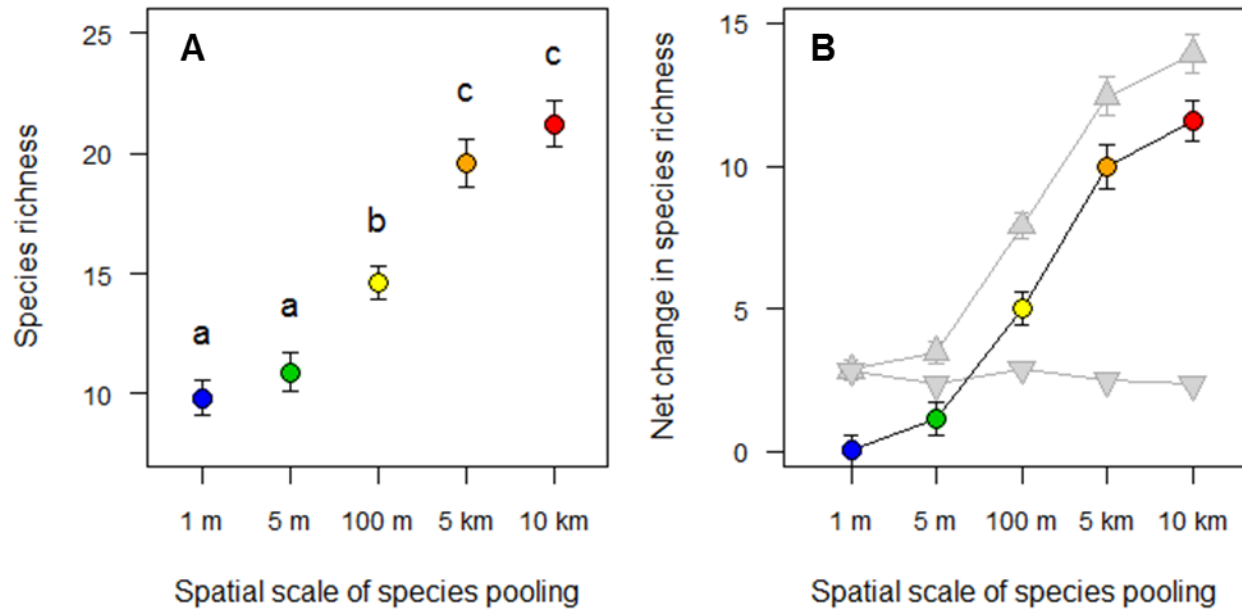 A
Species richness
25
20
15
10
a
a
b
c
c
1 m 5 m 100 m 5 km 10 km
Spatial scale of species pooling
B
Net change in species richness
15
10
5
0
1 m 5 m 100 m 5 km 10 km
Spatial scale of species pooling